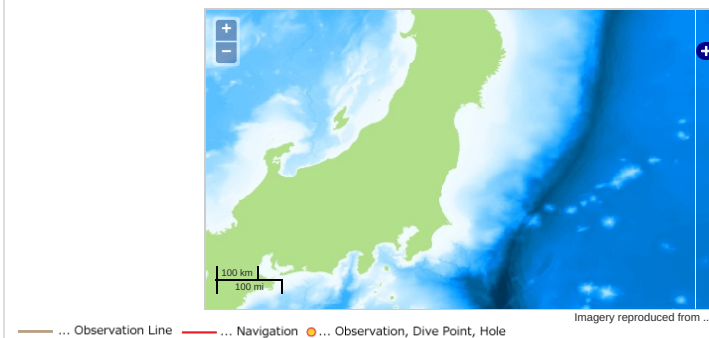 +
−
+
100 km
100 mi
Imagery reproduced from ...
... Observation Line ... Navigation ... Observation, Dive Point, Hole